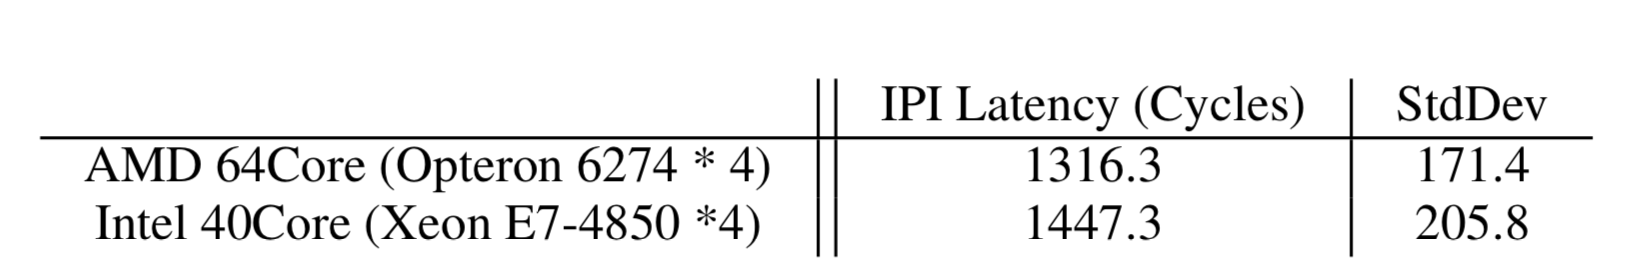 IPI Latency (Cycles) StdDev
AMD 64Core (Opteron 6274 * 4) 1316.3 171.4
Intel 40Core (Xeon E7-4850 *4) 1447.3 205.8